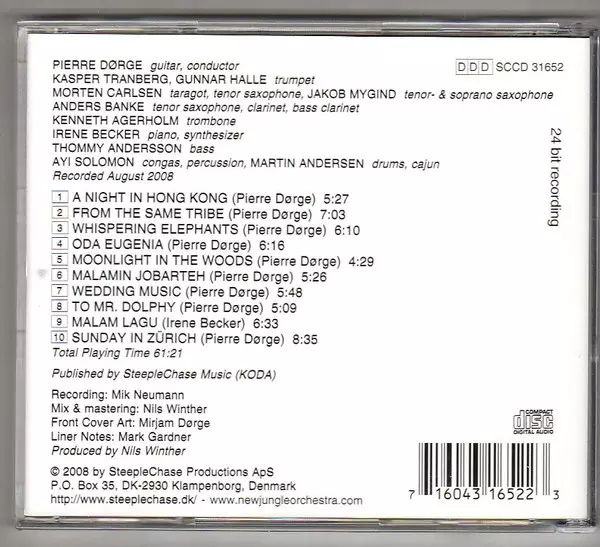 PIERRE DØRGE guitar, conductor
KASPER TRANBERG, GUNNAR HALLE trumpet
MORTEN CARLSEN taragot, tenor saxophone, JAKOB MYGIND tenor- & soprano saxophone
ANDERS BANKE tenor saxophone, clarinet, bass clarinet
KENNETH AGERHOLM trombone
IRENE BECKER piano, synthesizer
THOMMY ANDERSSON bass
AYI SOLOMON congas, percussion, MARTIN ANDERSEN drums, cajun
Recorded August 2008
DDD SCCD 31652
24 bit recording
1 A NIGHT IN HONG KONG (Pierre Dørge) 5:27
2 FROM THE SAME TRIBE (Pierre Dørge) 7:03
3 WHISPERING ELEPHANTS (Pierre Dørge) 6:10
4 ODA EUGENIA (Pierre Dørge) 6:16
5 MOONLIGHT IN THE WOODS (Pierre Dørge) 4:29
6 MALAMIN JOBARTEH (Pierre Dørge) 5:26
7 WEDDING MUSIC (Pierre Dørge) 5:48
8 TO MR. DOLPHY (Pierre Dørge) 5:09
9 MALAM LAGU (Irene Becker) 6:33
10 SUNDAY IN ZÜRICH (Pierre Dørge) 8:35
Total Playing Time 61:21
Published by SteepleChase Music (KODA)
Recording: Mik Neumann
Mix & mastering: Nils Winther
Front Cover Art: Mirjam Dørge
Liner Notes: Mark Gardner
Produced by Nils Winther
COMPACT
disc
DIGITAL AUDIO
© 2008 by SteepleChase Productions ApS
P.O. Box 35, DK-2930 Klampenborg, Denmark
http://www.steeplechase.dk/ - www.newjungleorchestra.com
7 16043 16522 3